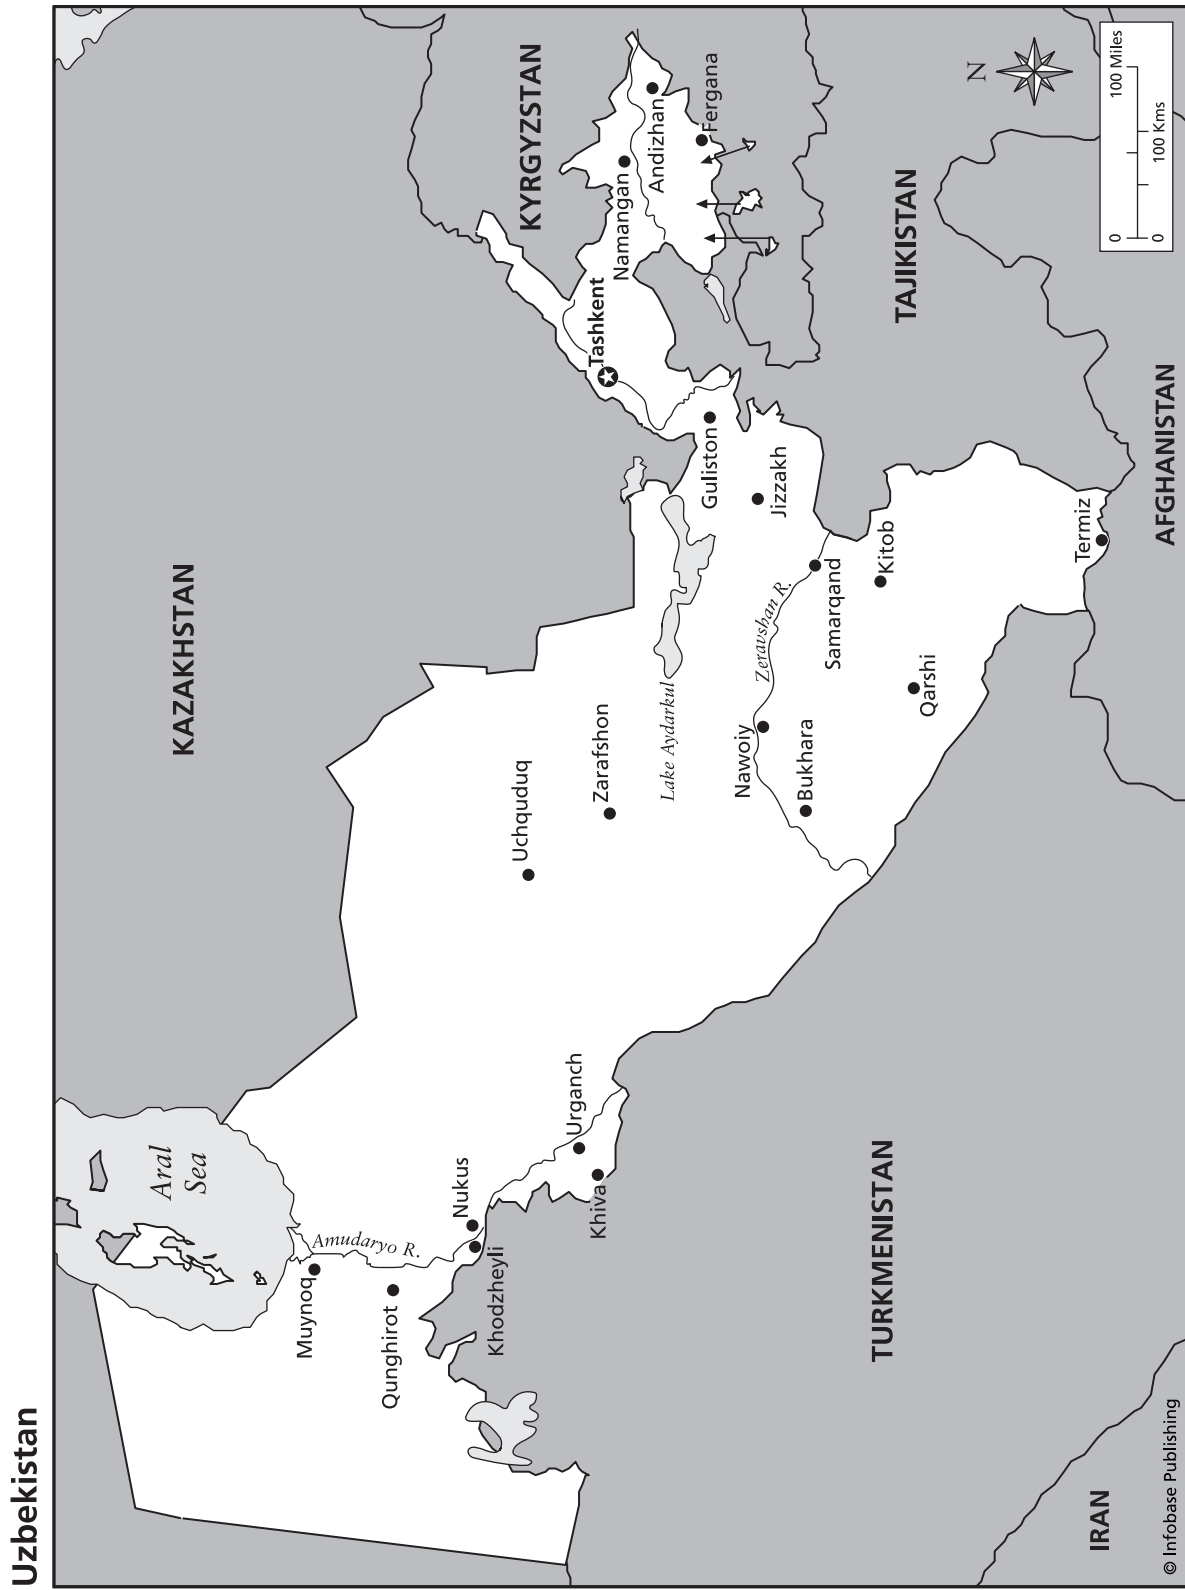 Uzbekistan
KAZAKHSTAN
KYRGYZSTAN
TAJIKISTAN
AFGHANISTAN
TURKMENISTAN
IRAN
Aral
Sea
Muynoq
Amudaryo R.
Qunghirot
Nukus
Khodzheyli
Urganch
Khiva
Uchquduq
Zarafshon
Lake Aydarkul
Nawoiy
Bukhara
Zeravshan R.
Samarqand
Qarshi
Kitob
Termiz
Jizzakh
Guliston
Tashkent
Namangan
Andizhan
Fergana
N
0
100 Miles
0
100 Kms
© Infobase Publishing